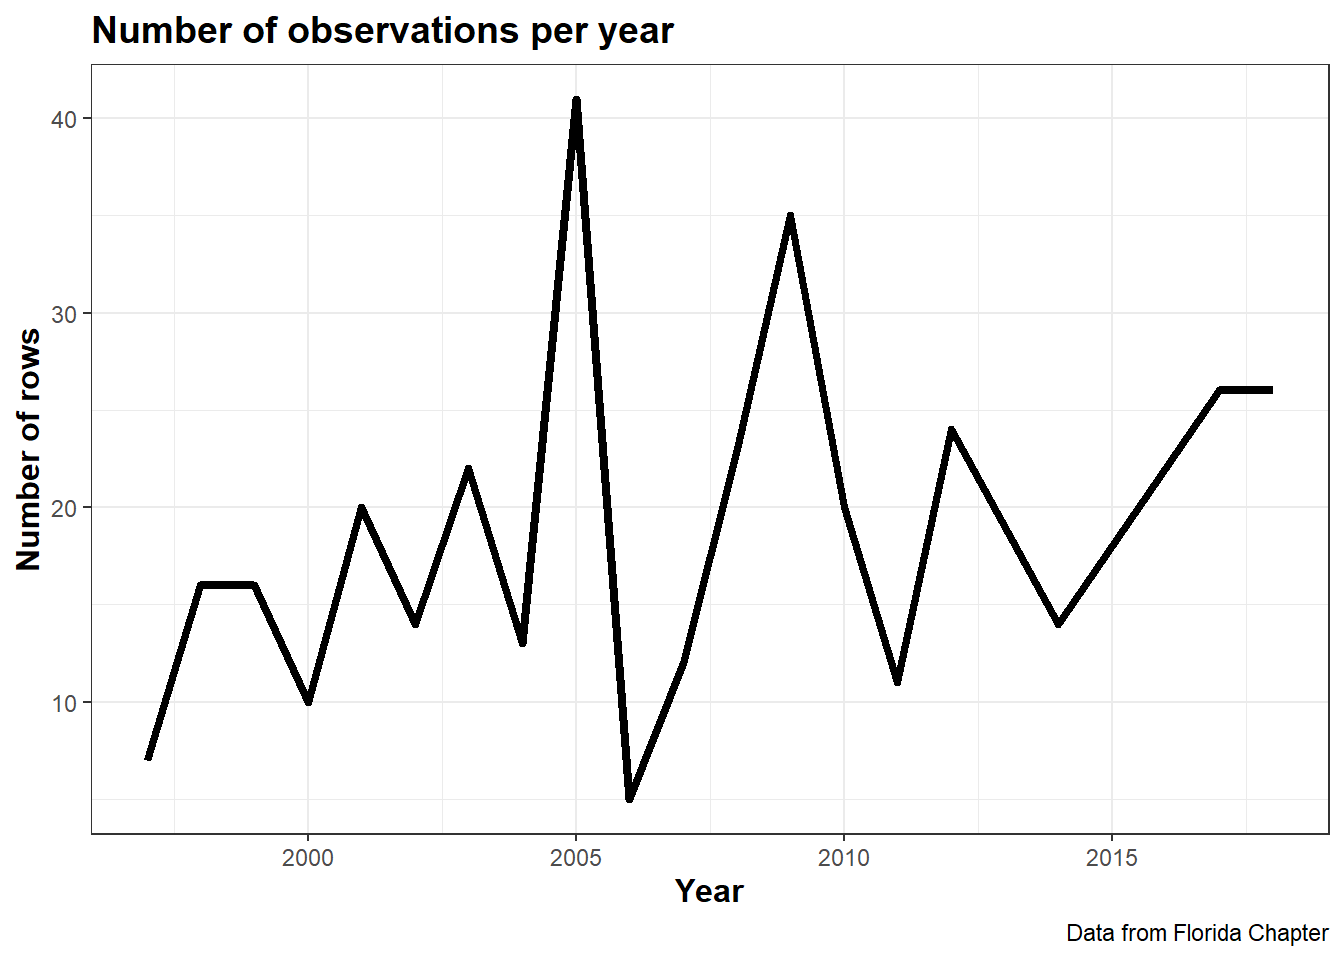 Number of observations per year
Number of rows
40
30
20
10
2000 2005 2010 2015
Year
Data from Florida Chapter